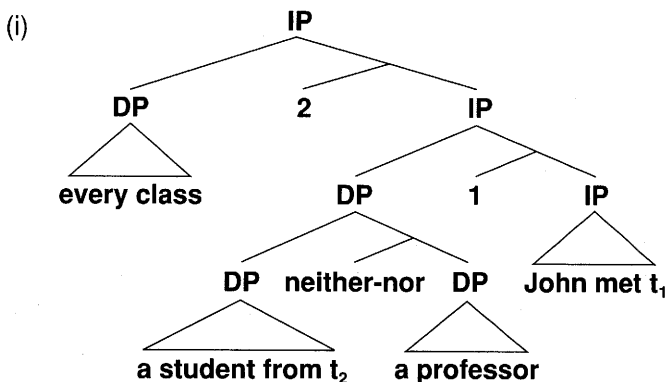 (i) IP
DP 2 IP
every class DP 1 IP
DP neither-nor DP John met t₁
a student from t₂ a professor